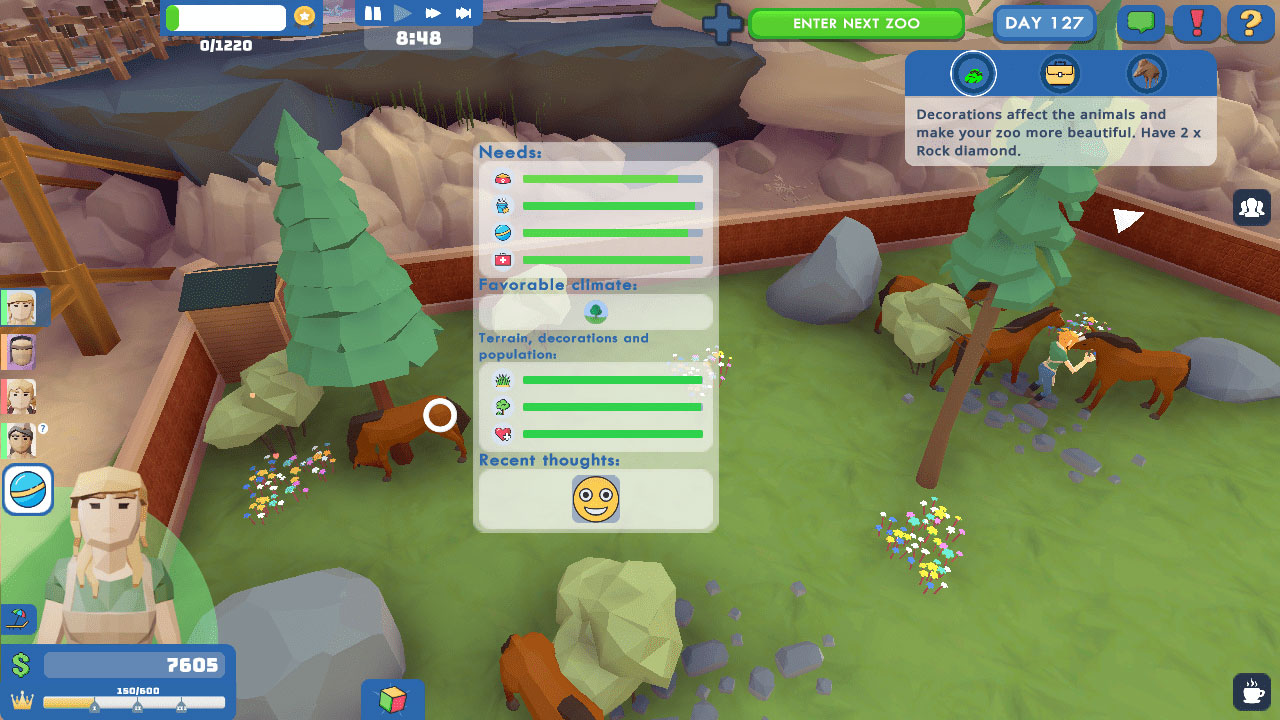 0/1220
8:48
ENTER NEXT ZOO
DAY 127
Decorations affect the animals and
make your zoo more beautiful. Have 2 x
Rock diamond.
Needs:
Favorable climate:
Terrain, decorations and
population:
Recent thoughts:
?
$ 7605
150/600